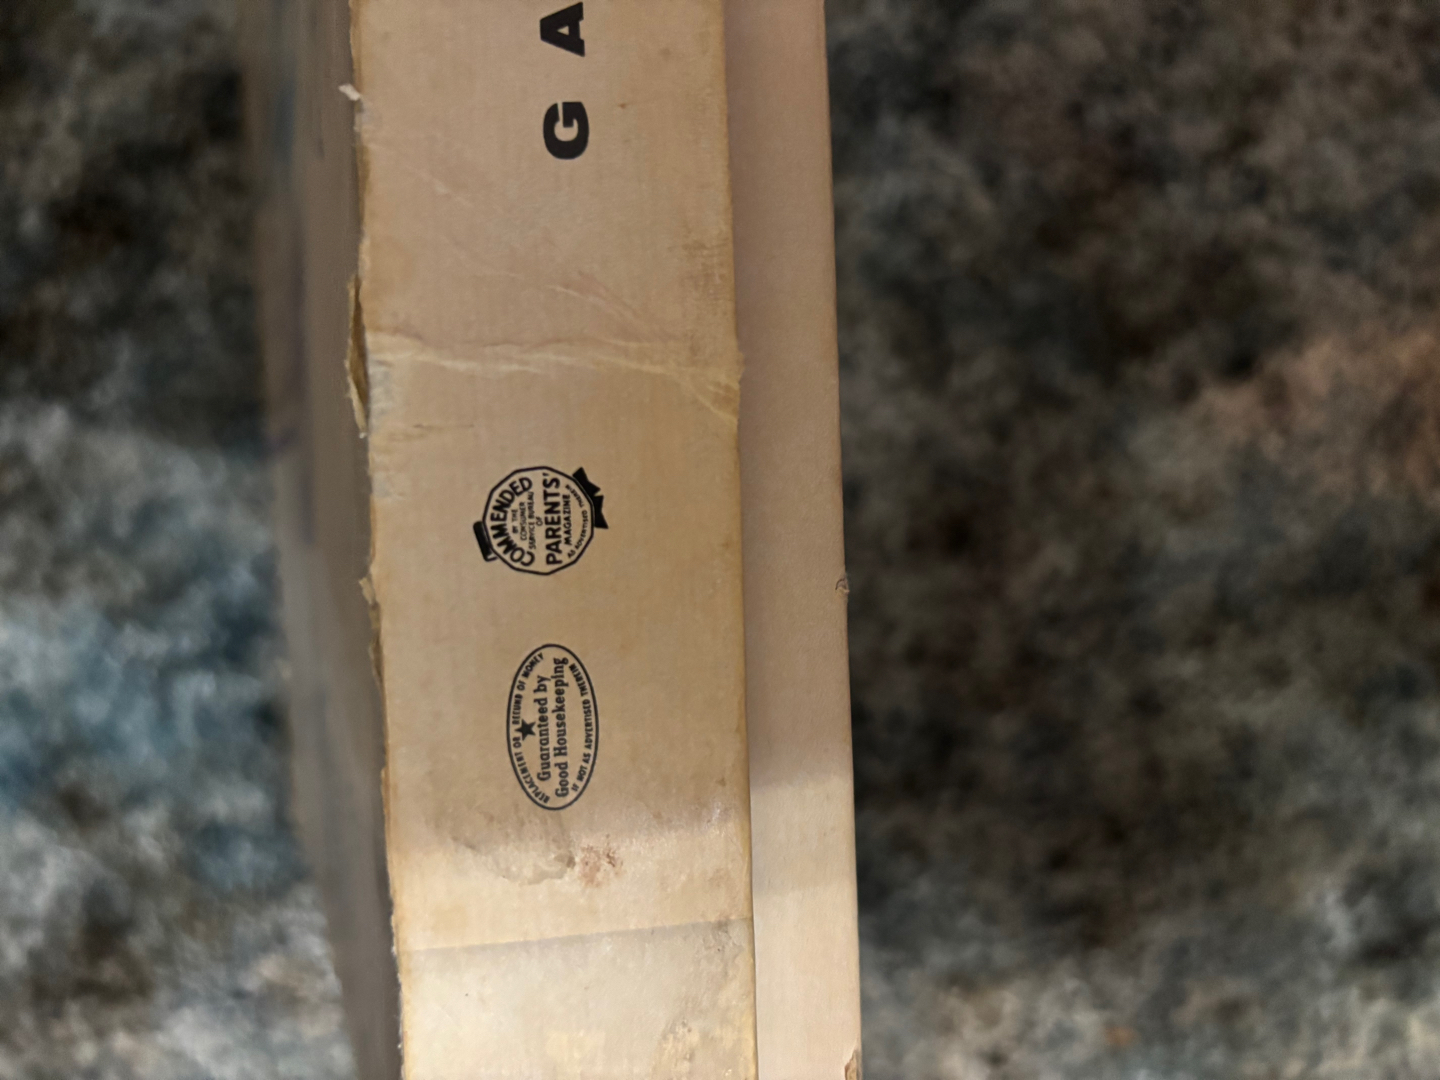 G A
COMMENDED
BY THE
CONSUMER
SERVICE BUREAU
OF
PARENTS'
MAGAZINE
AS ADVERTISED THEREIN
REPLACEMENT OR REFUND OF MONEY
Guaranteed by
Good Housekeeping
IF NOT AS ADVERTISED THEREIN